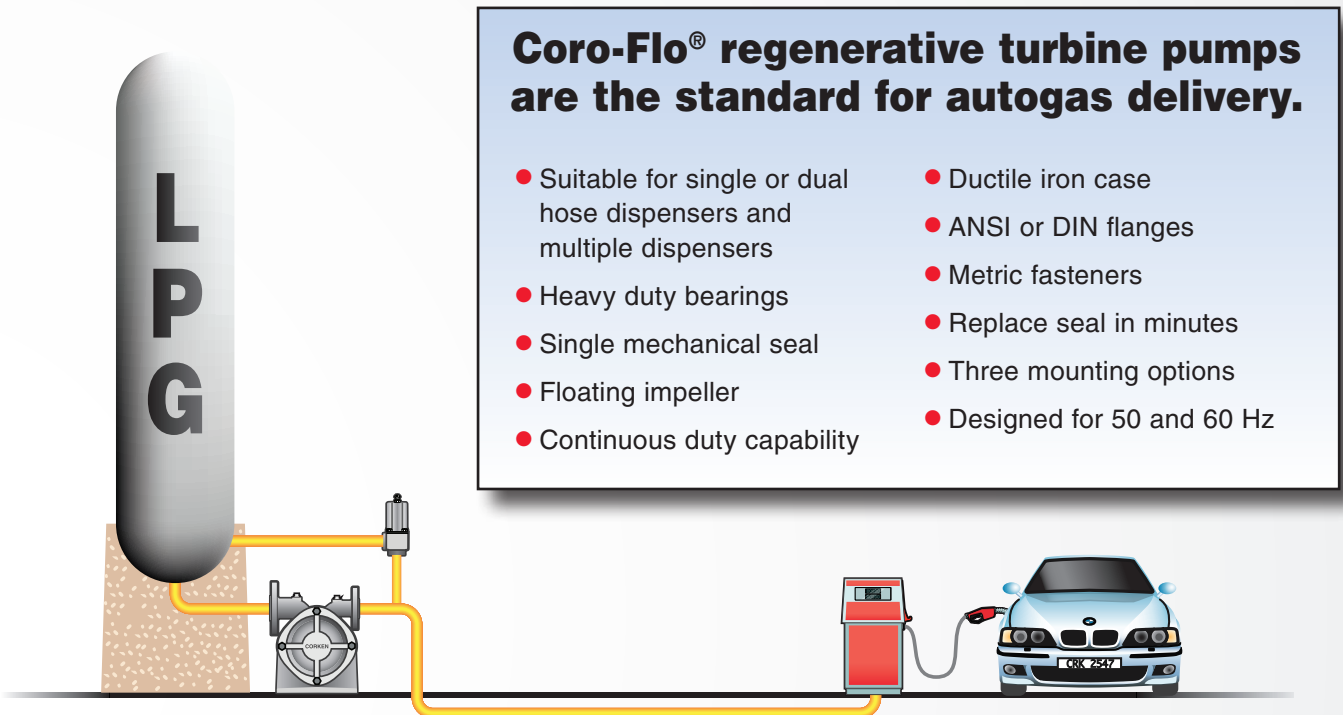 Coro-Flo® regenerative turbine pumps
are the standard for autogas delivery.
● Suitable for single or dual
hose dispensers and
multiple dispensers
● Heavy duty bearings
● Single mechanical seal
● Floating impeller
● Continuous duty capability
● Ductile iron case
● ANSI or DIN flanges
● Metric fasteners
● Replace seal in minutes
● Three mounting options
● Designed for 50 and 60 Hz
L
P
G
CORKEN
CRK 2547